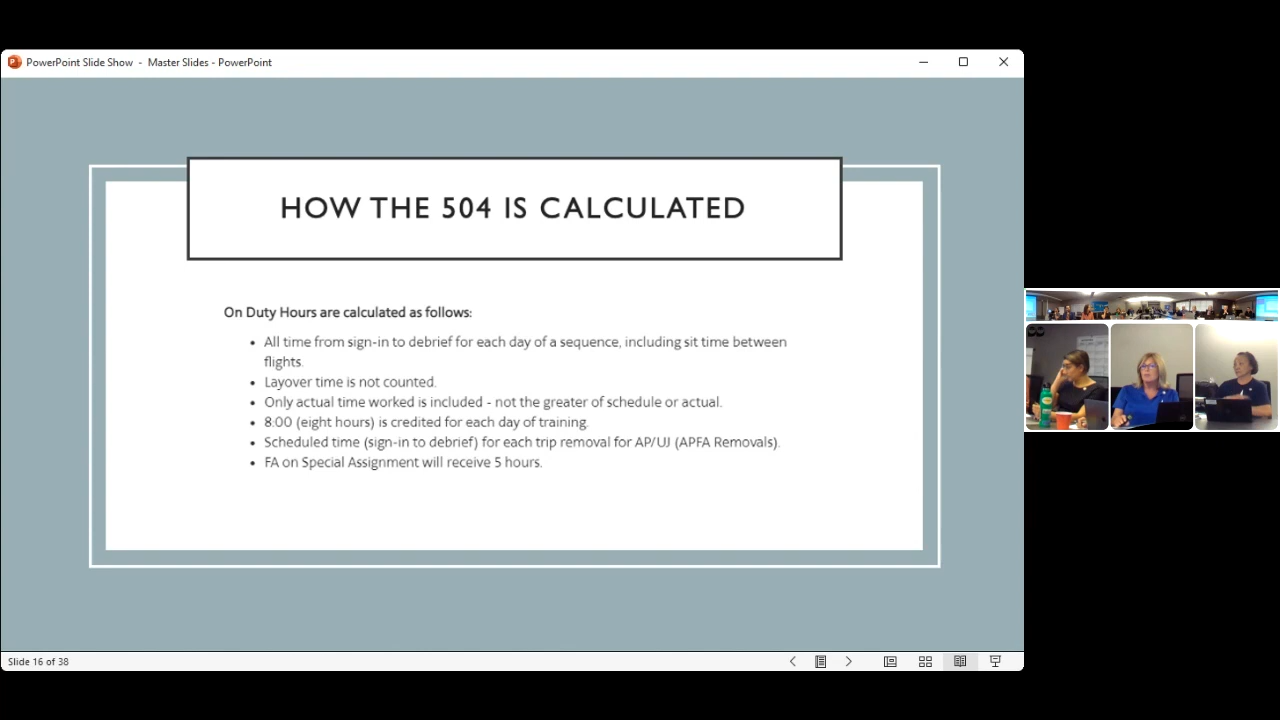 PowerPoint Slide Show - Master Slides - PowerPoint
HOW THE 504 IS CALCULATED
On Duty Hours are calculated as follows:
• All time from sign-in to debrief for each day of a sequence, including sit time between
flights.
• Layover time is not counted.
• Only actual time worked is included - not the greater of schedule or actual.
• 8:00 (eight hours) is credited for each day of training.
• Scheduled time (sign-in to debrief) for each trip removal for AP/UJ (APFA Removals).
• FA on Special Assignment will receive 5 hours.
Slide 16 of 38